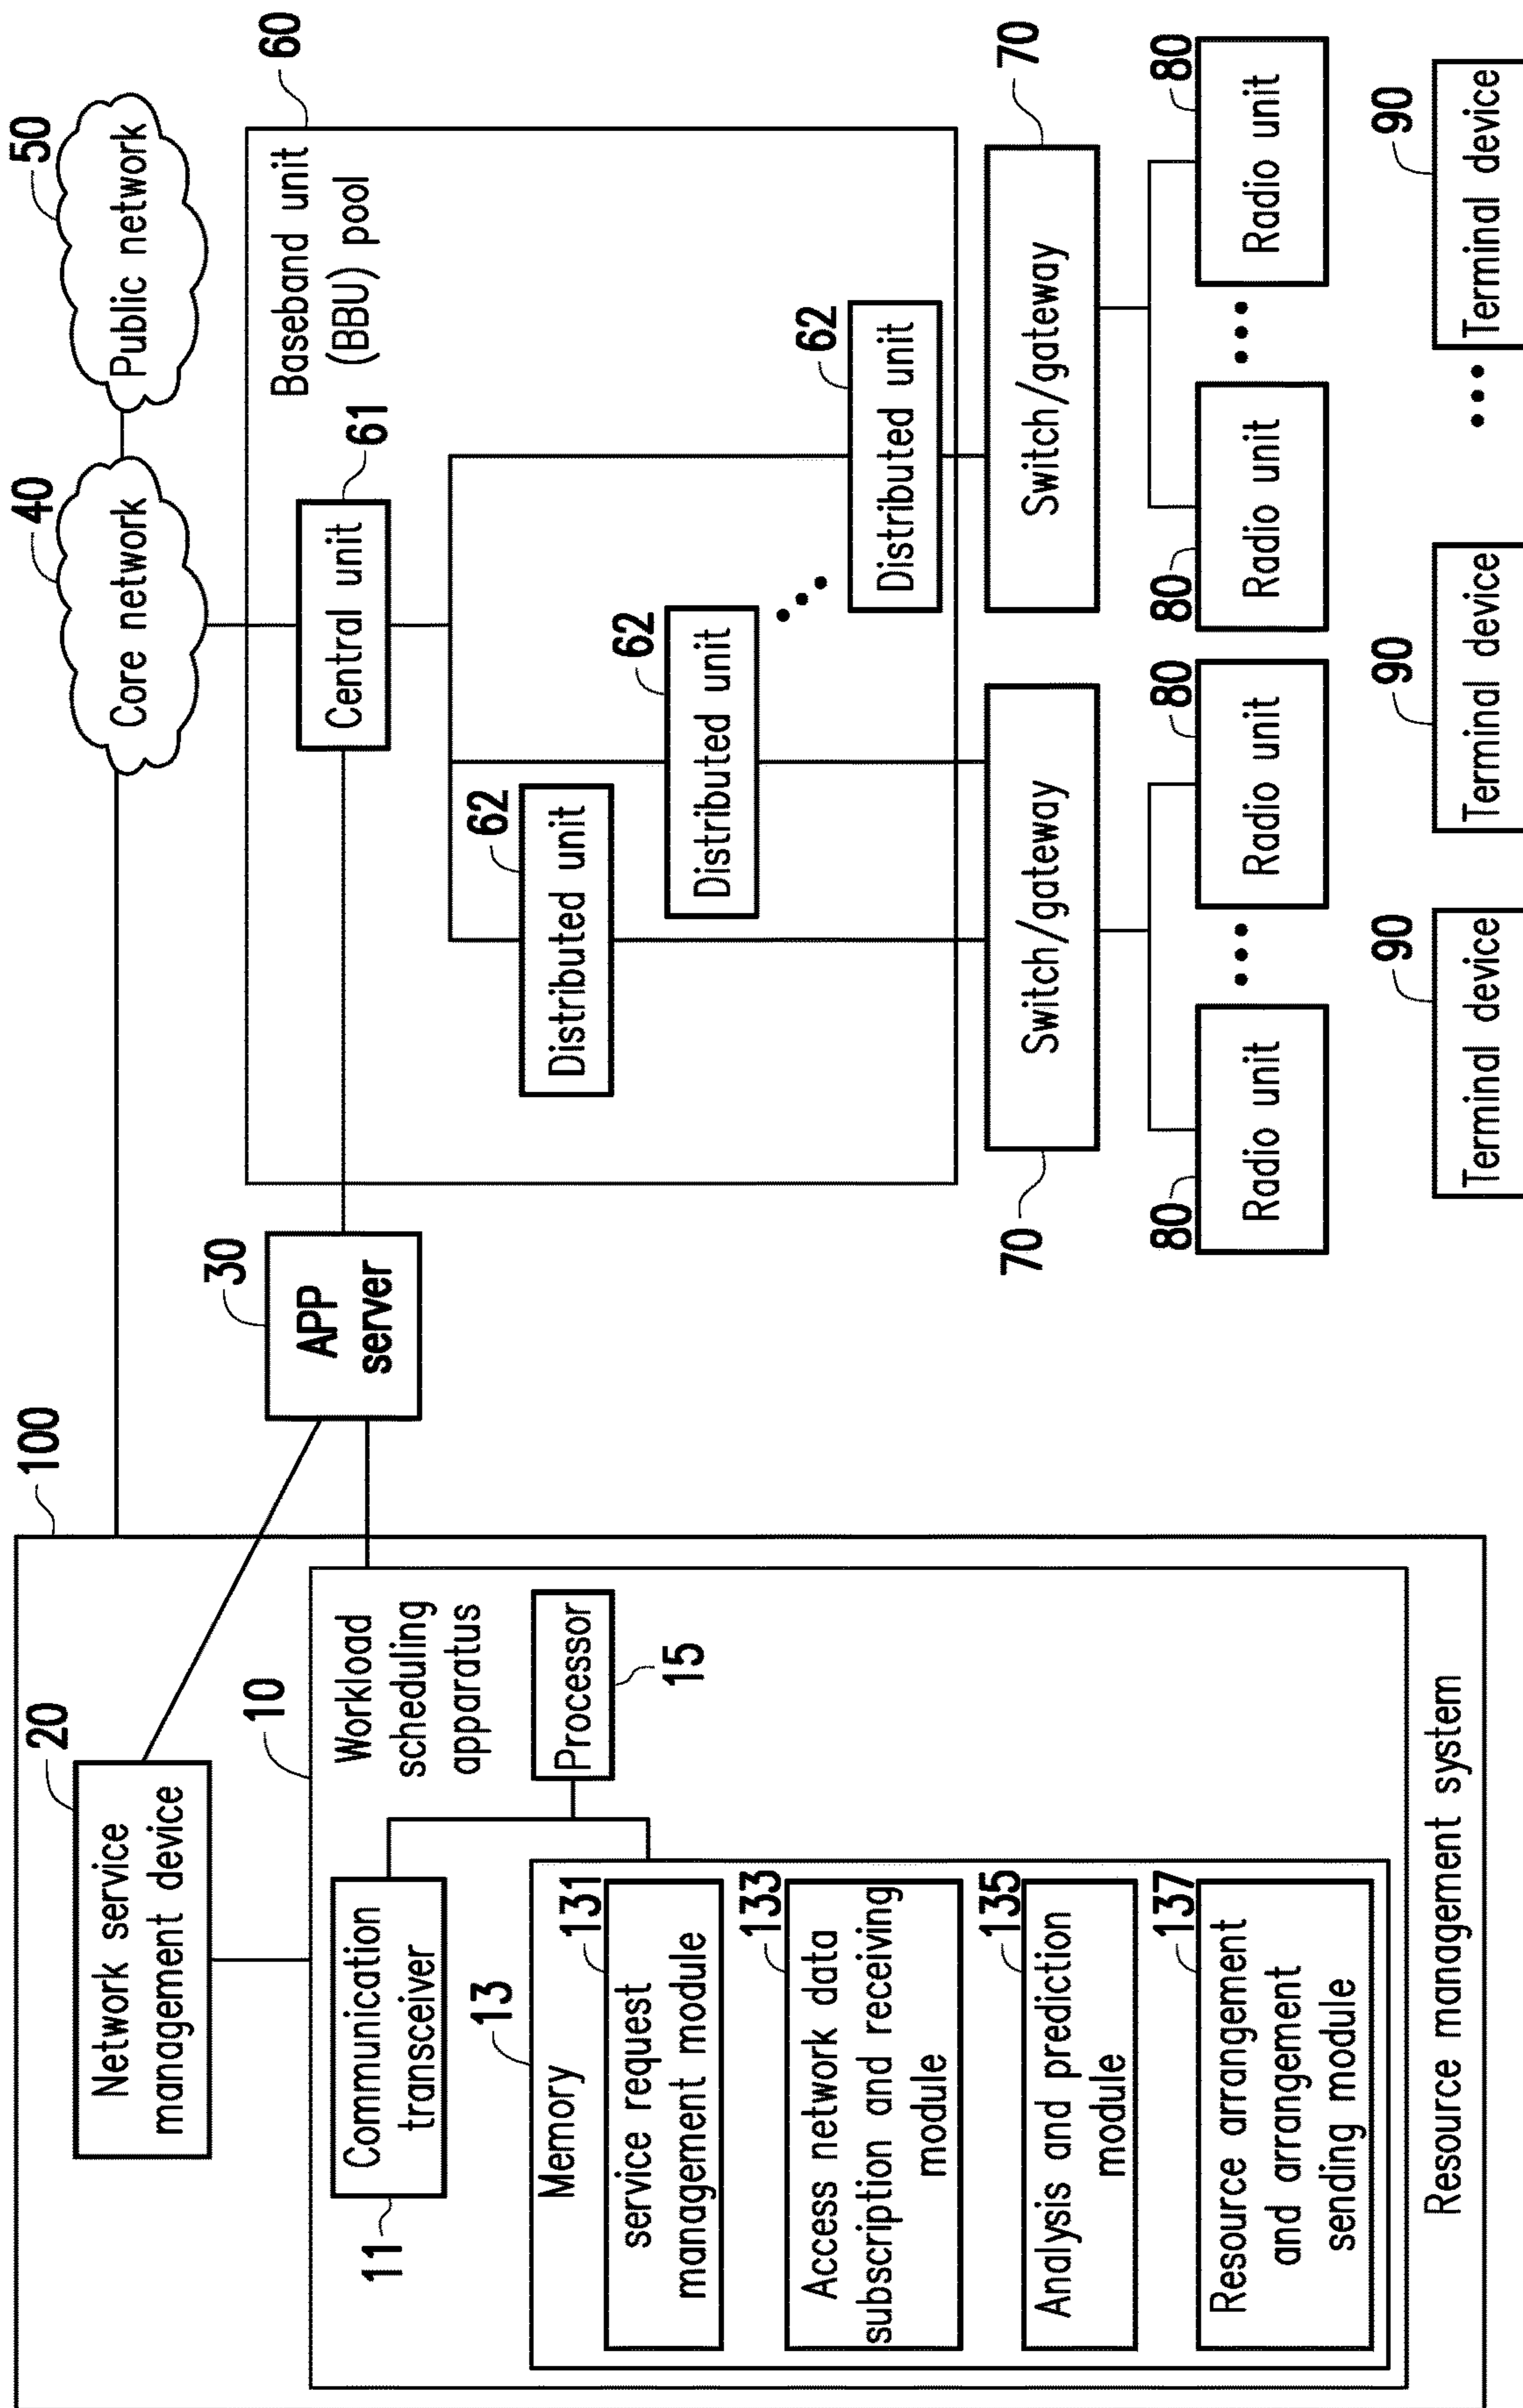 100
20
Network service
management device
10
Workload
scheduling
apparatus
Communication
transceiver
11
Processor
15
13
Memory
131
service request
management module
133
Access network data
subscription and receiving
module
135
Analysis and prediction
module
137
Resource arrangement
and arrangement
sending module
Resource management system
30
APP
server
40
Core network
50
Public network
60
Baseband unit
(BBU) pool
61
Central unit
62
Distributed unit
62
Distributed unit
62
Distributed unit
70
Switch/gateway
70
Switch/gateway
80
Radio unit
80
Radio unit
80
Radio unit
80
Radio unit
90
Terminal device
90
Terminal device
90
Terminal device